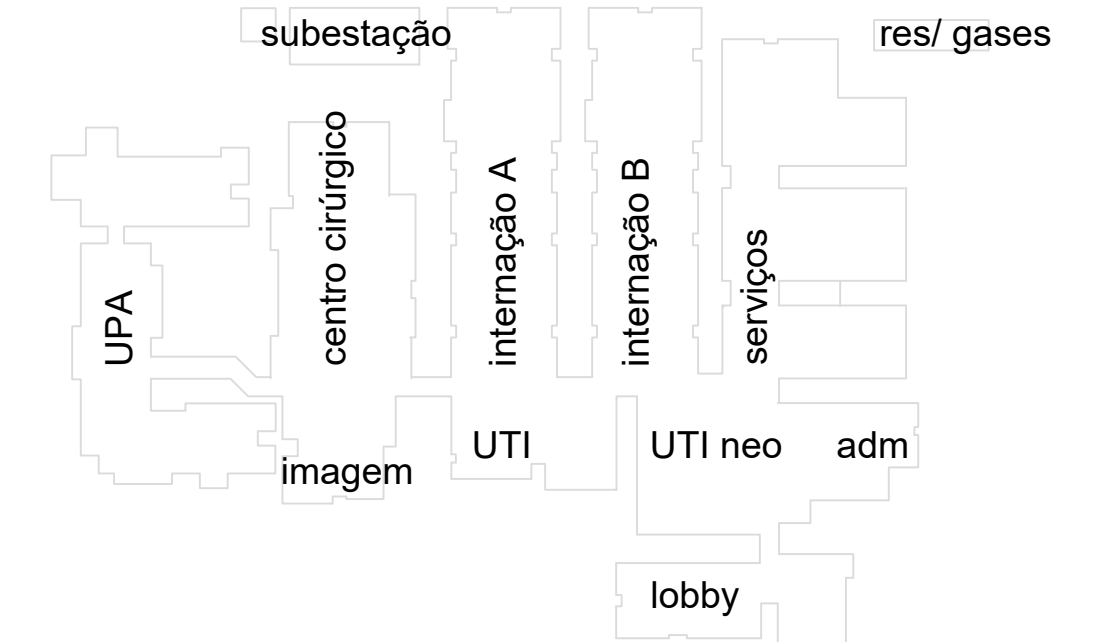 subestação
res/ gases
centro cirúrgico
internação A
internação B
serviços
UPA
UTI
UTI neo
adm
imagem
lobby